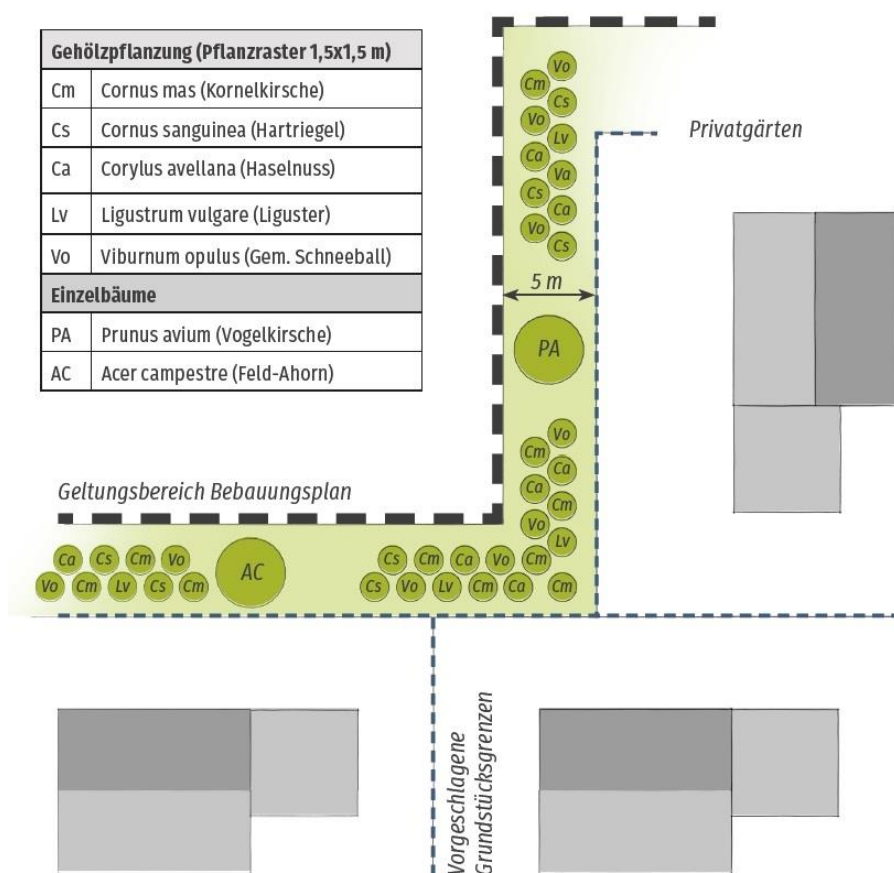 Gehölzpflanzung (Pflanzraster 1,5x1,5 m)
Cm Cornus mas (Kornelkirsche)
Cs Cornus sanguinea (Hartriegel)
Ca Corylus avellana (Haselnuss)
Lv Ligustrum vulgare (Liguster)
Vo Viburnum opulus (Gem. Schneeball)
Einzelbäume
PA Prunus avium (Vogelkirsche)
AC Acer campestre (Feld-Ahorn)
Vo
Cm
Cs
Vo
Lv
Ca
Va
Cs
Ca
Vo
Cs
Privatgärten
5 m
PA
Vo
Cm
Ca
Ca
Cm
Vo
Lv
Geltungsbereich Bebauungsplan
Ca Cs Cm Vo
Vo Cm Lv Cs Cm
AC
Cs Cm Ca Vo Cm
Cs Vo Lv Cm Ca Cm
Vorgeschlagene
Grundstücksgrenzen